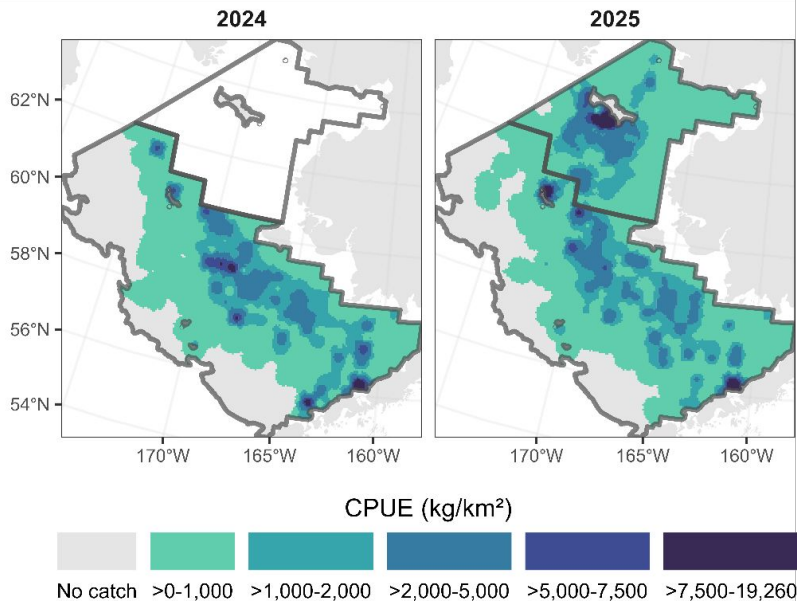 2024
2025
62°N
60°N
58°N
56°N
54°N
170°W
165°W
160°W
170°W
165°W
160°W
CPUE (kg/km²)
No catch
>0-1,000
>1,000-2,000
>2,000-5,000
>5,000-7,500
>7,500-19,260